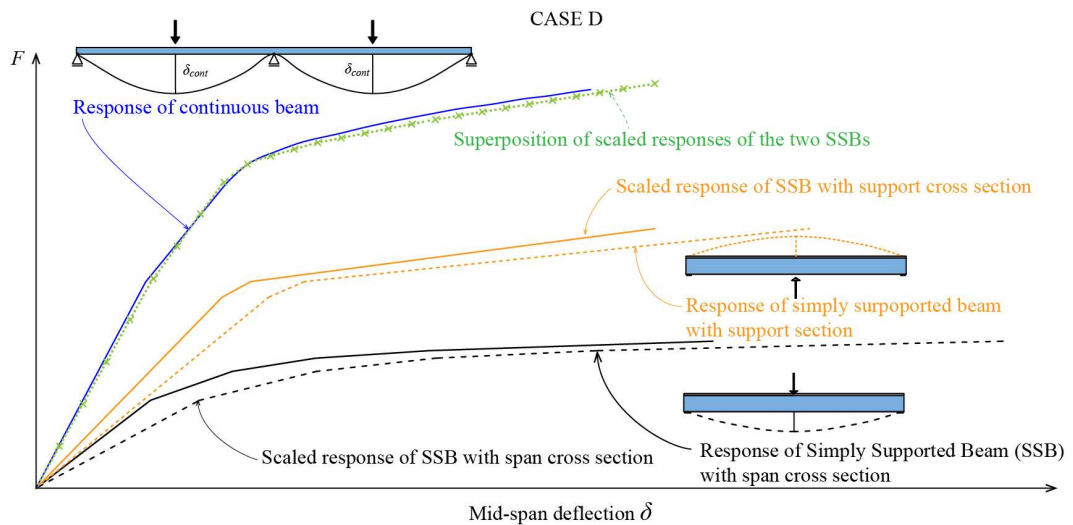 CASE D
F
δcont
δcont
Response of continuous beam
Superposition of scaled responses of the two SSBs
Scaled response of SSB with support cross section
Response of simply surpoported beam
with support section
Scaled response of SSB with span cross section
Response of Simply Supported Beam (SSB)
with span cross section
Mid-span deflection δ